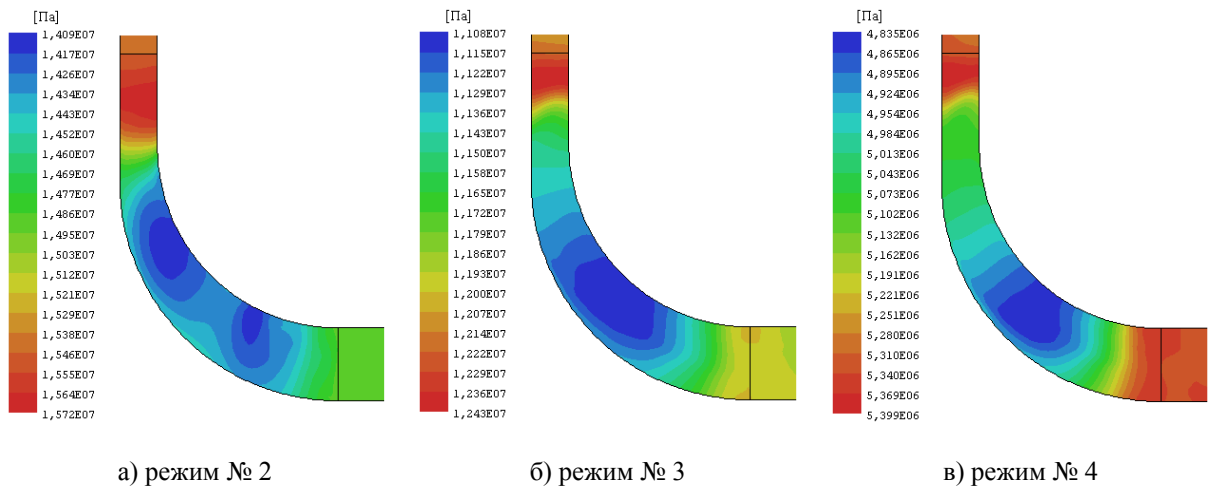 [Па]
1,409E07
1,417E07
1,426E07
1,434E07
1,443E07
1,452E07
1,460E07
1,469E07
1,477E07
1,486E07
1,495E07
1,503E07
1,512E07
1,521E07
1,529E07
1,538E07
1,546E07
1,555E07
1,564E07
1,572E07
а) режим № 2
[Па]
1,108E07
1,115E07
1,122E07
1,129E07
1,136E07
1,143E07
1,150E07
1,158E07
1,165E07
1,172E07
1,179E07
1,186E07
1,193E07
1,200E07
1,207E07
1,214E07
1,222E07
1,229E07
1,236E07
1,243E07
б) режим № 3
[Па]
4,835E06
4,865E06
4,895E06
4,924E06
4,954E06
4,984E06
5,013E06
5,043E06
5,073E06
5,102E06
5,132E06
5,162E06
5,191E06
5,221E06
5,251E06
5,280E06
5,310E06
5,340E06
5,369E06
5,399E06
в) режим № 4